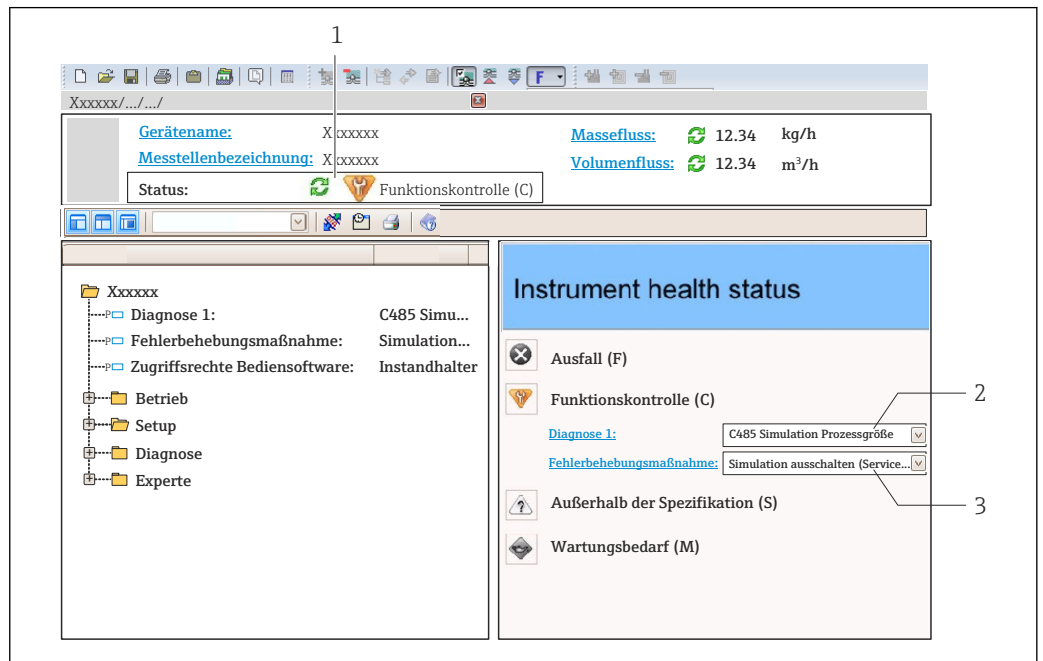 1
F
Xxxxxx/.../.../
Gerätename: Xxxxxxx Massefluss: 12.34 kg/h
Messstellenbezeichnung: Xxxxxxx Volumenfluss: 12.34 m³/h
Status: Funktionskontrolle (C)
Xxxxxx
P Diagnose 1: C485 Simu...
P Fehlerbehebungsmaßnahme: Simulation...
P Zugriffsrechte Bediensoftware: Instandhalter
Betrieb
Setup
Diagnose
Experte
Instrument health status
Ausfall (F)
Funktionskontrolle (C)
2
Diagnose 1: C485 Simulation Prozessgröße
Fehlerbehebungsmaßnahme: Simulation ausschalten (Service...
Außerhalb der Spezifikation (S)
3
Wartungsbedarf (M)